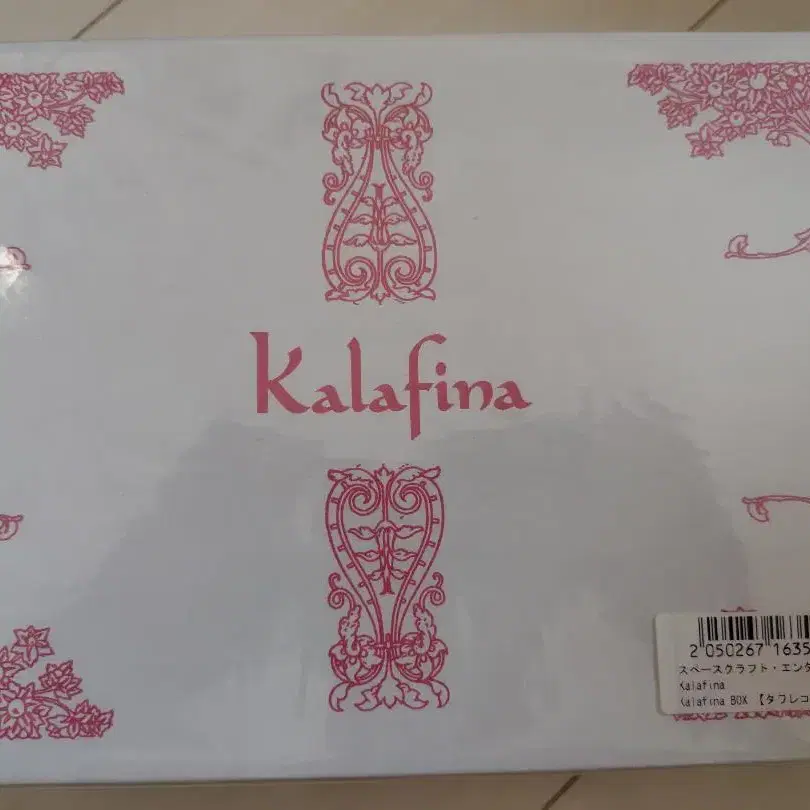 Kalafina
2 050267 1635
スペースクラフト・エンタ
Kalafina
Kalafina BOX 【タワレコ